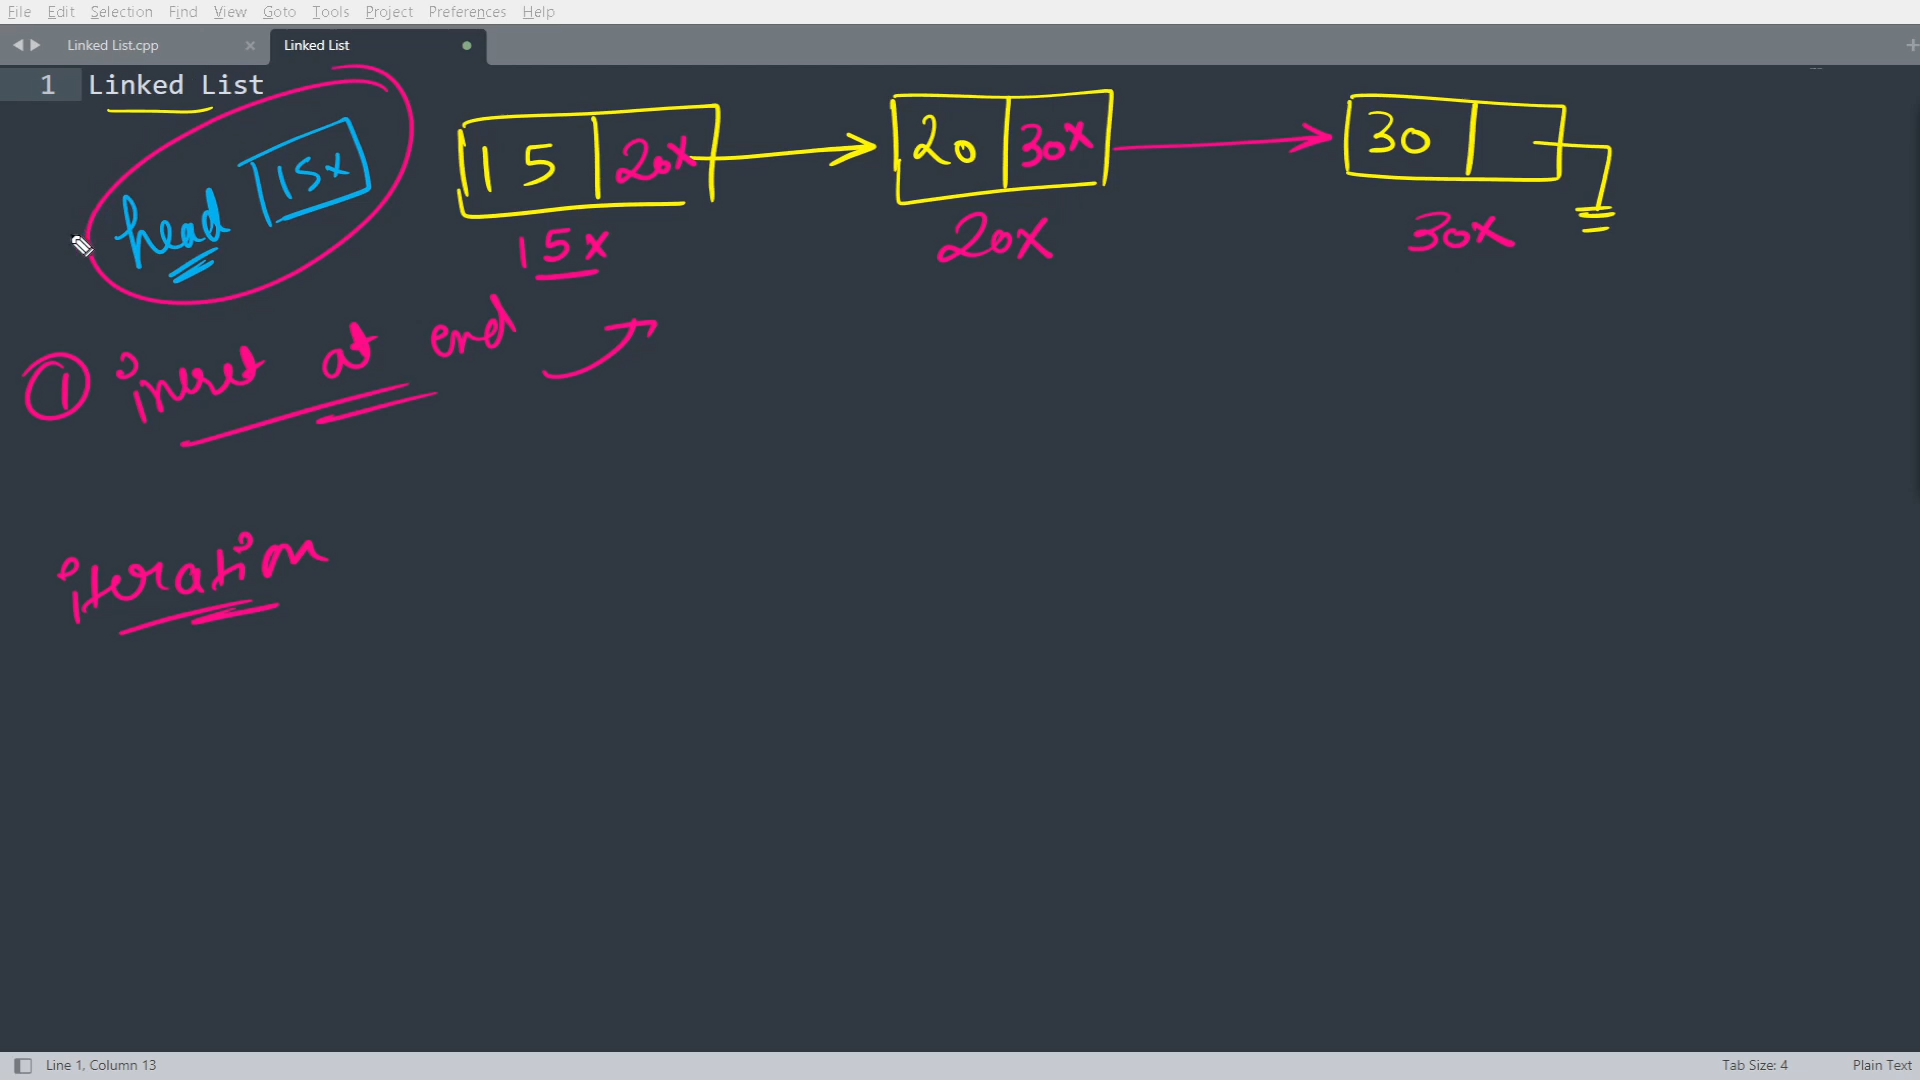 File Edit Selection Find View Goto Tools Project Preferences Help
Linked List.cpp × Linked List
1 Linked List
head 15x
15 20x
20 30x
30
15x
20x
30x
① inseret at end
iteration
Line 1, Column 13 Tab Size: 4 Plain Text